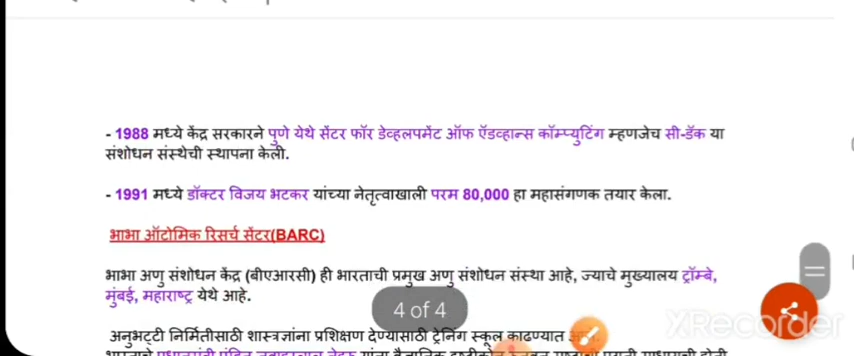 - 1988 मध्ये केंद्र सरकारने पुणे येथे सेंटर फॉर डेव्हलपमेंट ऑफ ऍडव्हान्स कॉम्प्युटिंग म्हणजेच सी-डॅक या
संशोधन संस्थेची स्थापना केली.
- 1991 मध्ये डॉक्टर विजय भटकर यांच्या नेतृत्वाखाली परम 80,000 हा महासंगणक तयार केला.
भाभा ऑटोमिक रिसर्च सेंटर(BARC)
भाभा अणु संशोधन केंद्र (बीएआरसी) ही भारताची प्रमुख अणु संशोधन संस्था आहे, ज्याचे मुख्यालय ट्रॉम्बे,
मुंबई, महाराष्ट्र येथे आहे.
4 of 4
XRecorder
अनुभट्टी निर्मितीसाठी शास्त्रज्ञांना प्रशिक्षण देण्यासाठी ट्रेनिंग स्कूल काढण्यात